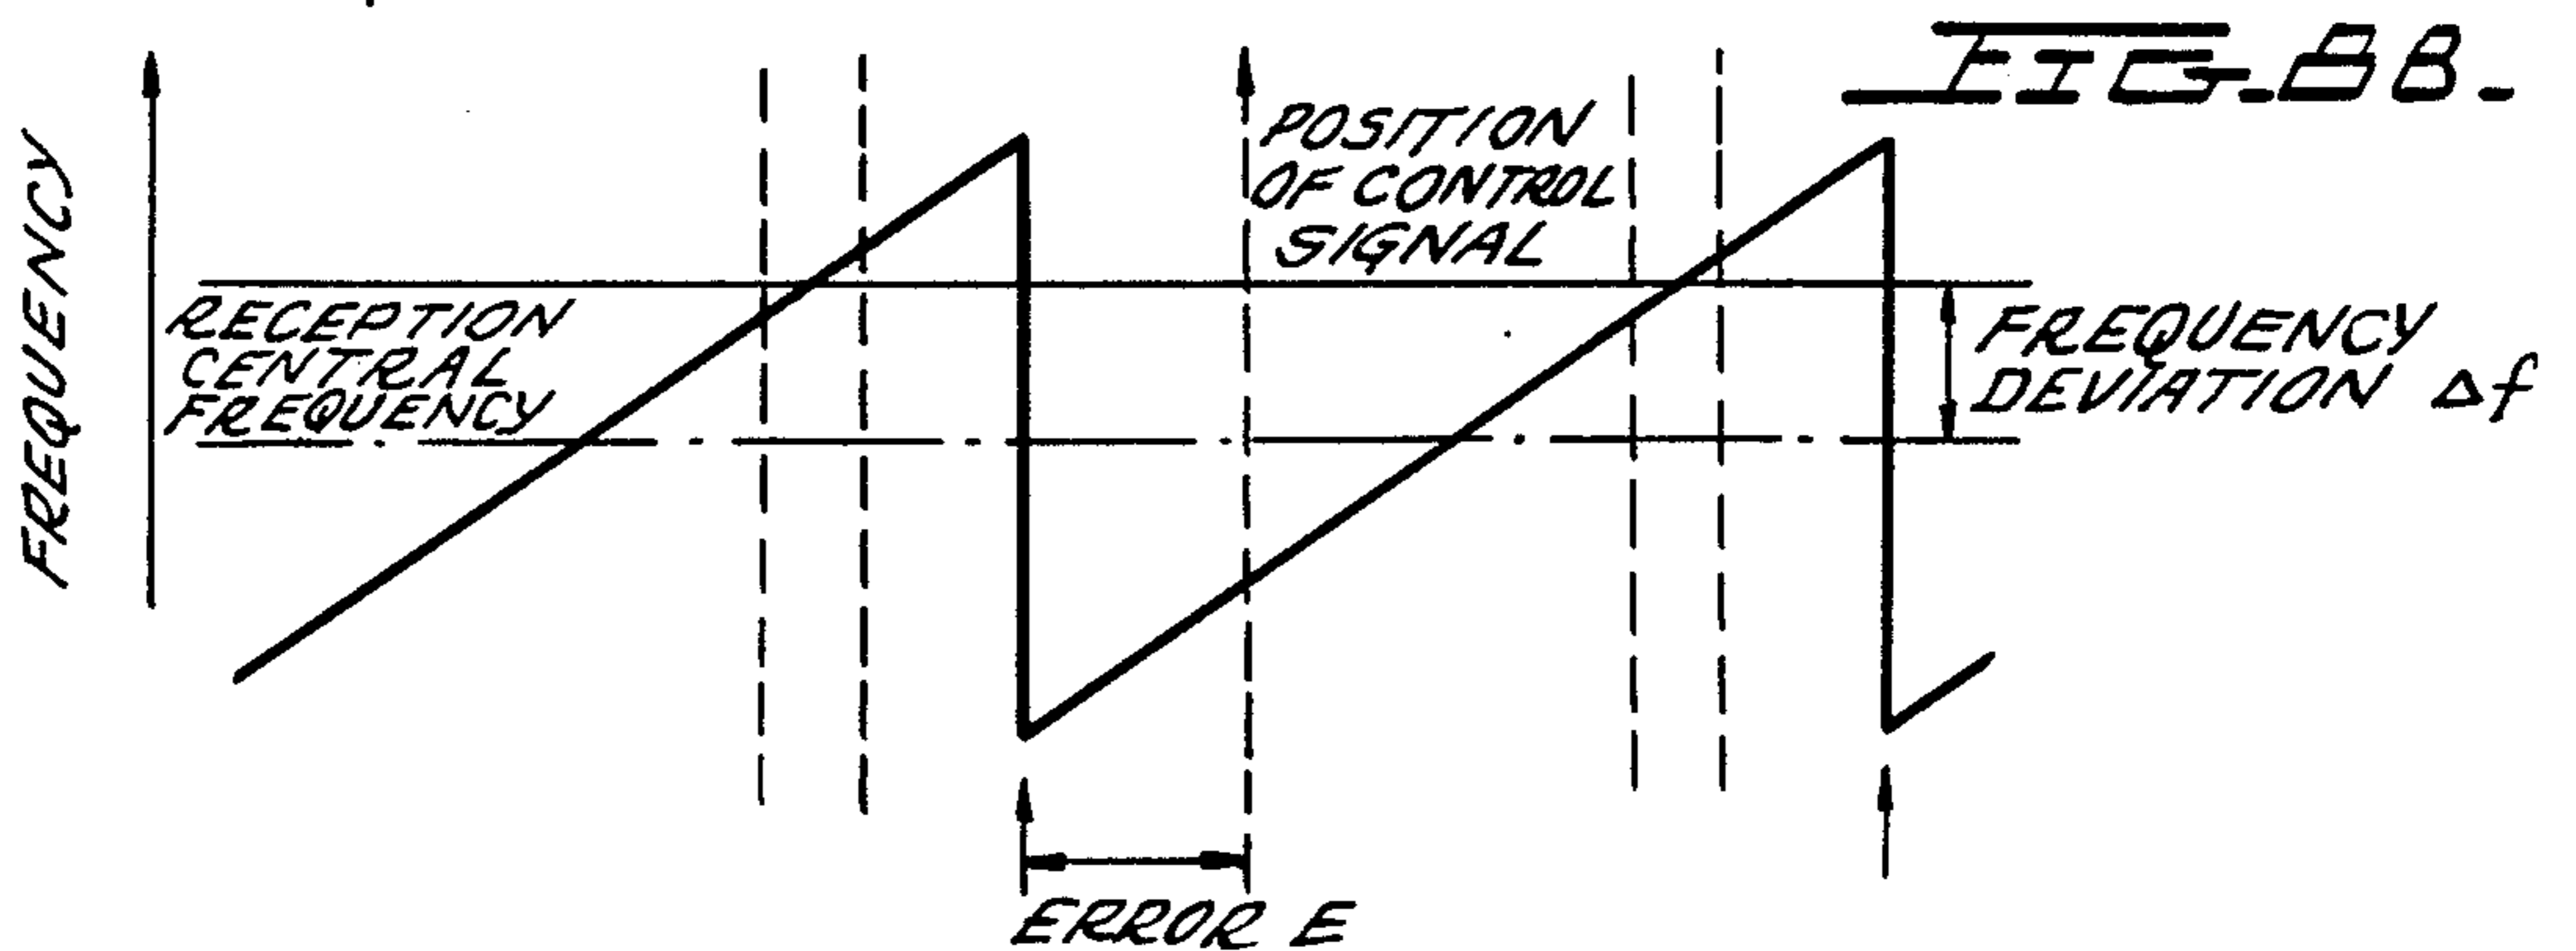 FIG-8B-
FREQUENCY
POSITION
OF CONTROL
SIGNAL
RECEPTION
CENTRAL
FREQUENCY
FREQUENCY
DEVIATION Δf
ERROR E